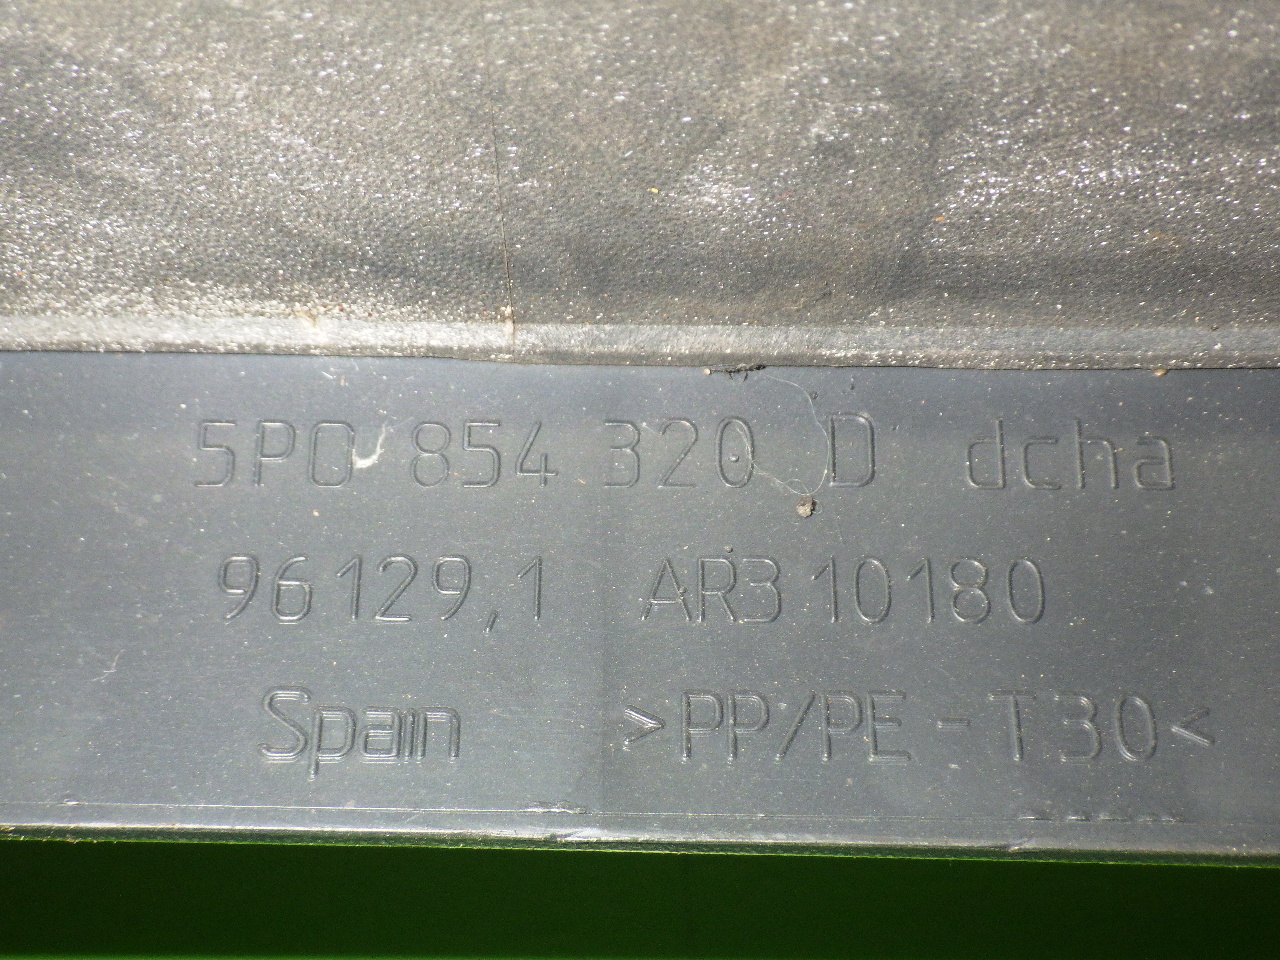 5P0 854 320 D dcha
96129,1 AR3 10180
Spain >PP/PE-T30<